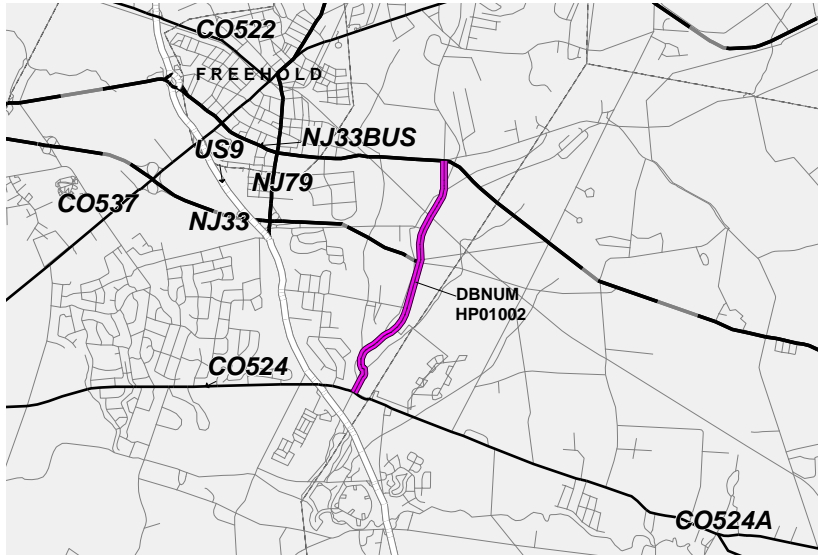 CO522
FREEHOLD
NJ33BUS
US9
NJ79
CO537
NJ33
DBNUM
HP01002
CO524
CO524A